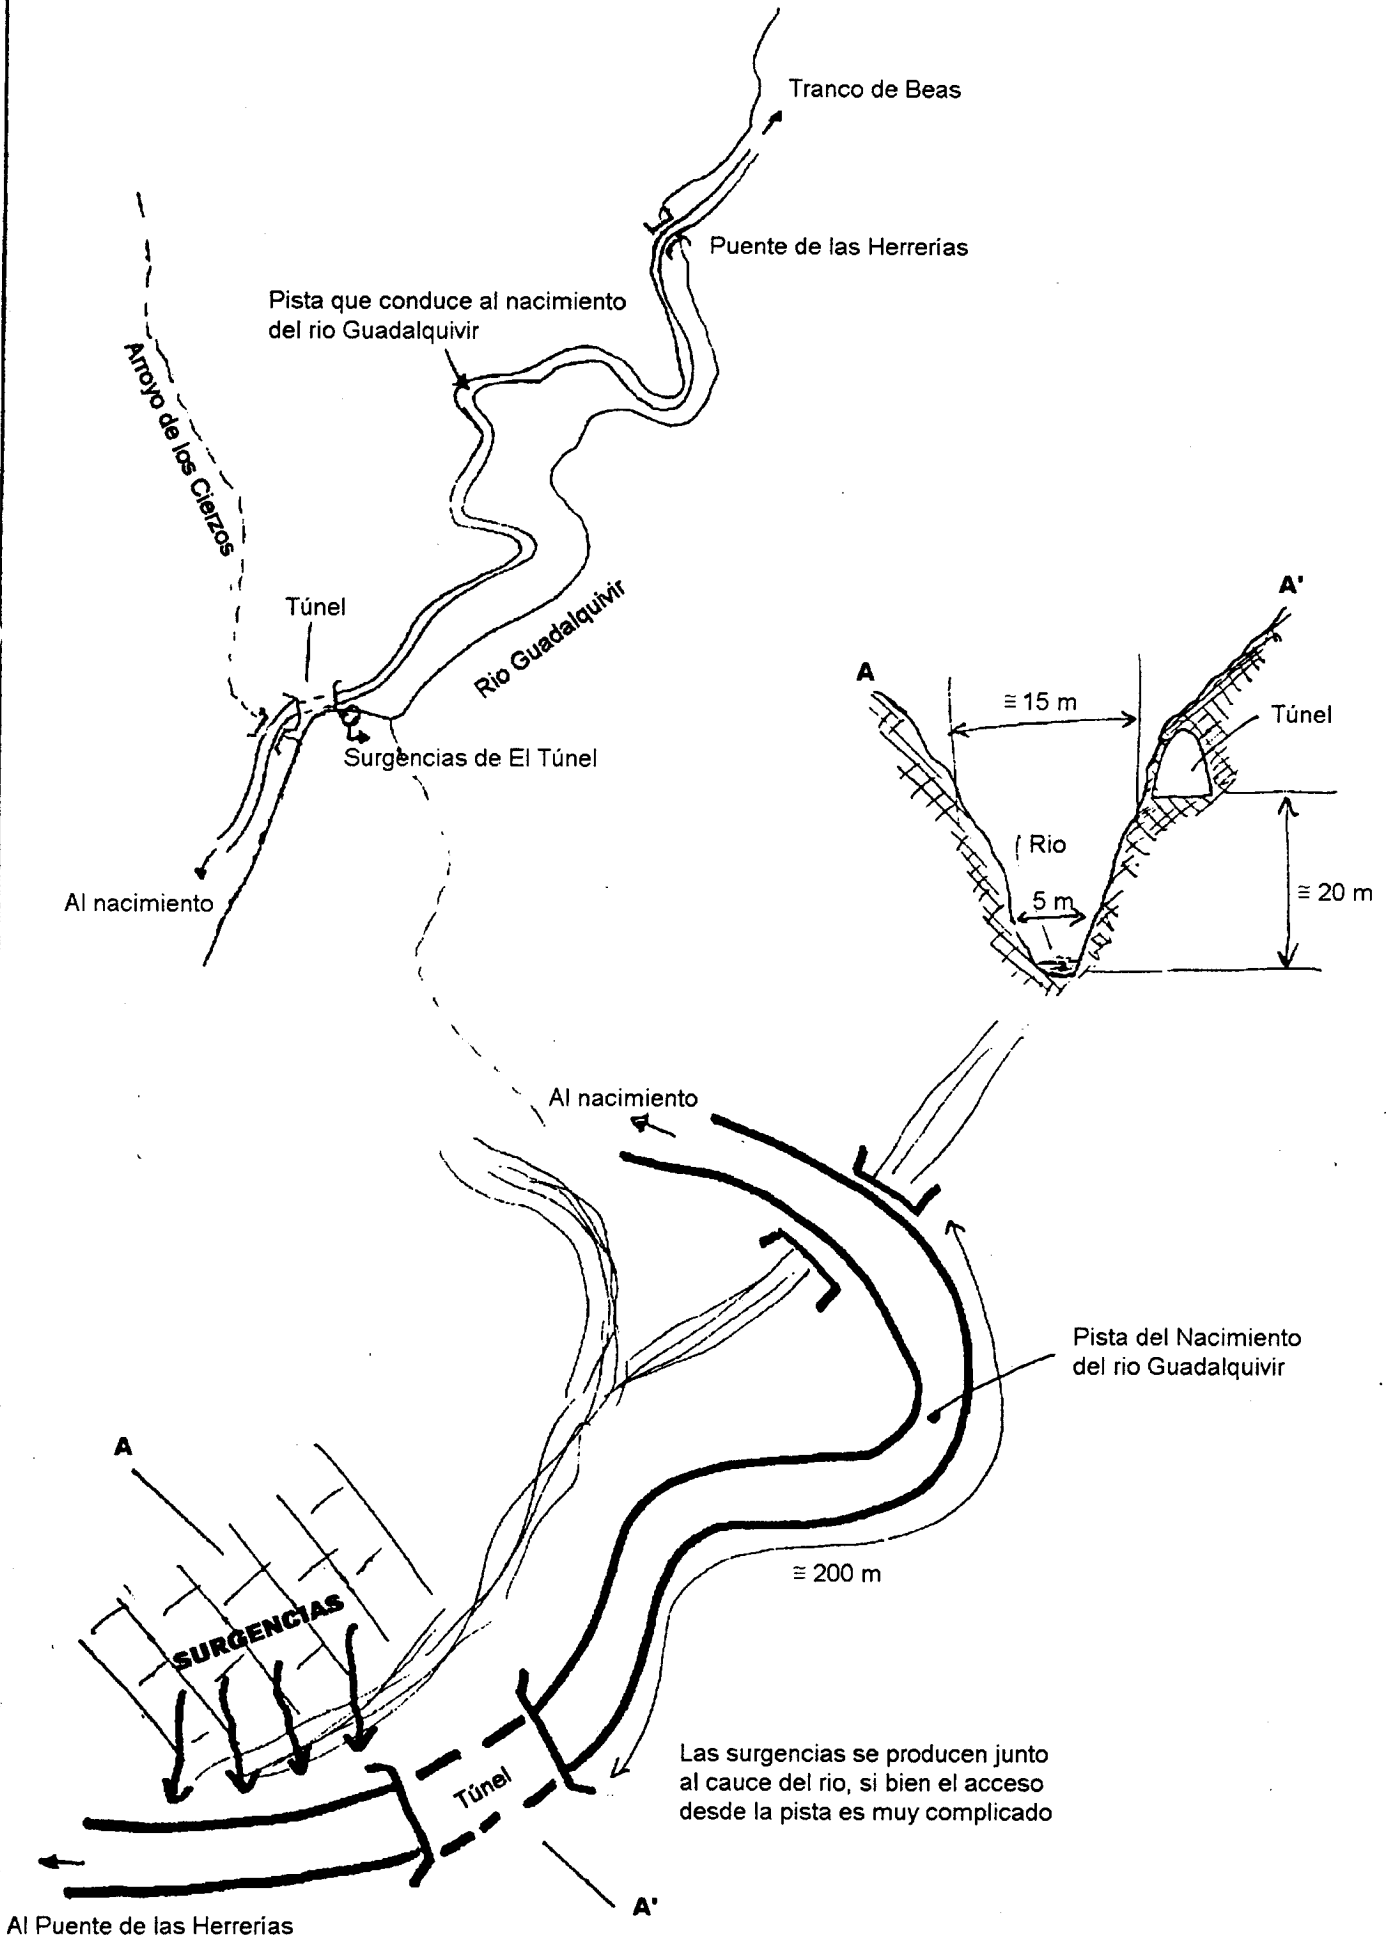 Tranco de Beas
Puente de las Herrerías
Pista que conduce al nacimiento
del rio Guadalquivir
Arroyo de los Cierzos
Túnel
Rio Guadalquivir
Surgencias de El Túnel
Al nacimiento
A'
A
≅ 15 m
Túnel
Rio
5 m
≅ 20 m
Al nacimiento
Pista del Nacimiento
del rio Guadalquivir
A
≅ 200 m
SURGENCIAS
Las surgencias se producen junto
al cauce del rio, si bien el acceso
desde la pista es muy complicado
Túnel
A'
Al Puente de las Herrerías